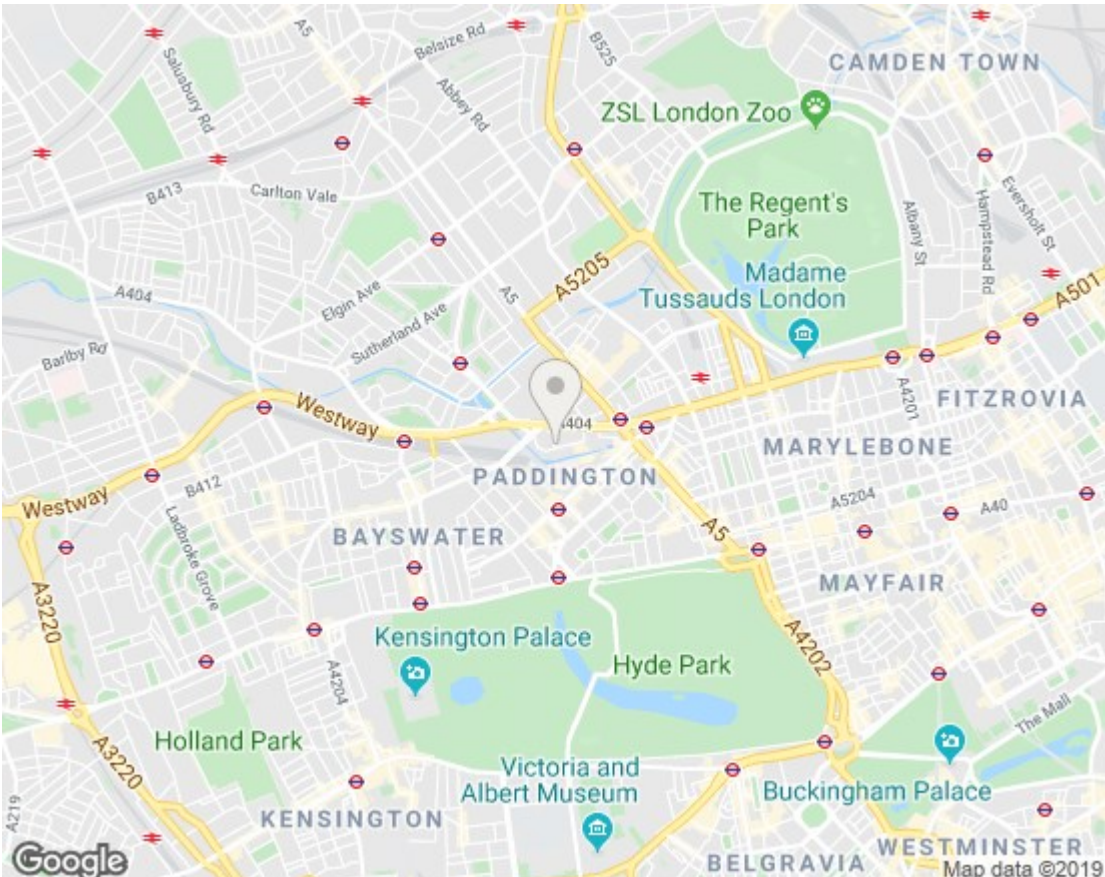 A5
Belsize Rd
B525
CAMDEN TOWN
Salusbury Rd
Abbey Rd
ZSL London Zoo
B413
Carlton Vale
The Regent's
Park
Albany St
Hampstead Rd
Eversholt St
A404
Elgin Ave
Sutherland Ave
A5
A5205
Madame
Tussauds London
A501
Barlby Rd
Westway
A4201
FITZROVIA
MARYLEBONE
PADDINGTON
Westway
B412
A5204
A40
Ladbroke Grove
BAYSWATER
A5
MAYFAIR
A3220
Kensington Palace
Hyde Park
A4202
A4204
The Mall
Holland Park
A3220
Victoria and
Albert Museum
Buckingham Palace
A219
KENSINGTON
WESTMINSTER
BELGRAVIA
Google
Map data ©2019